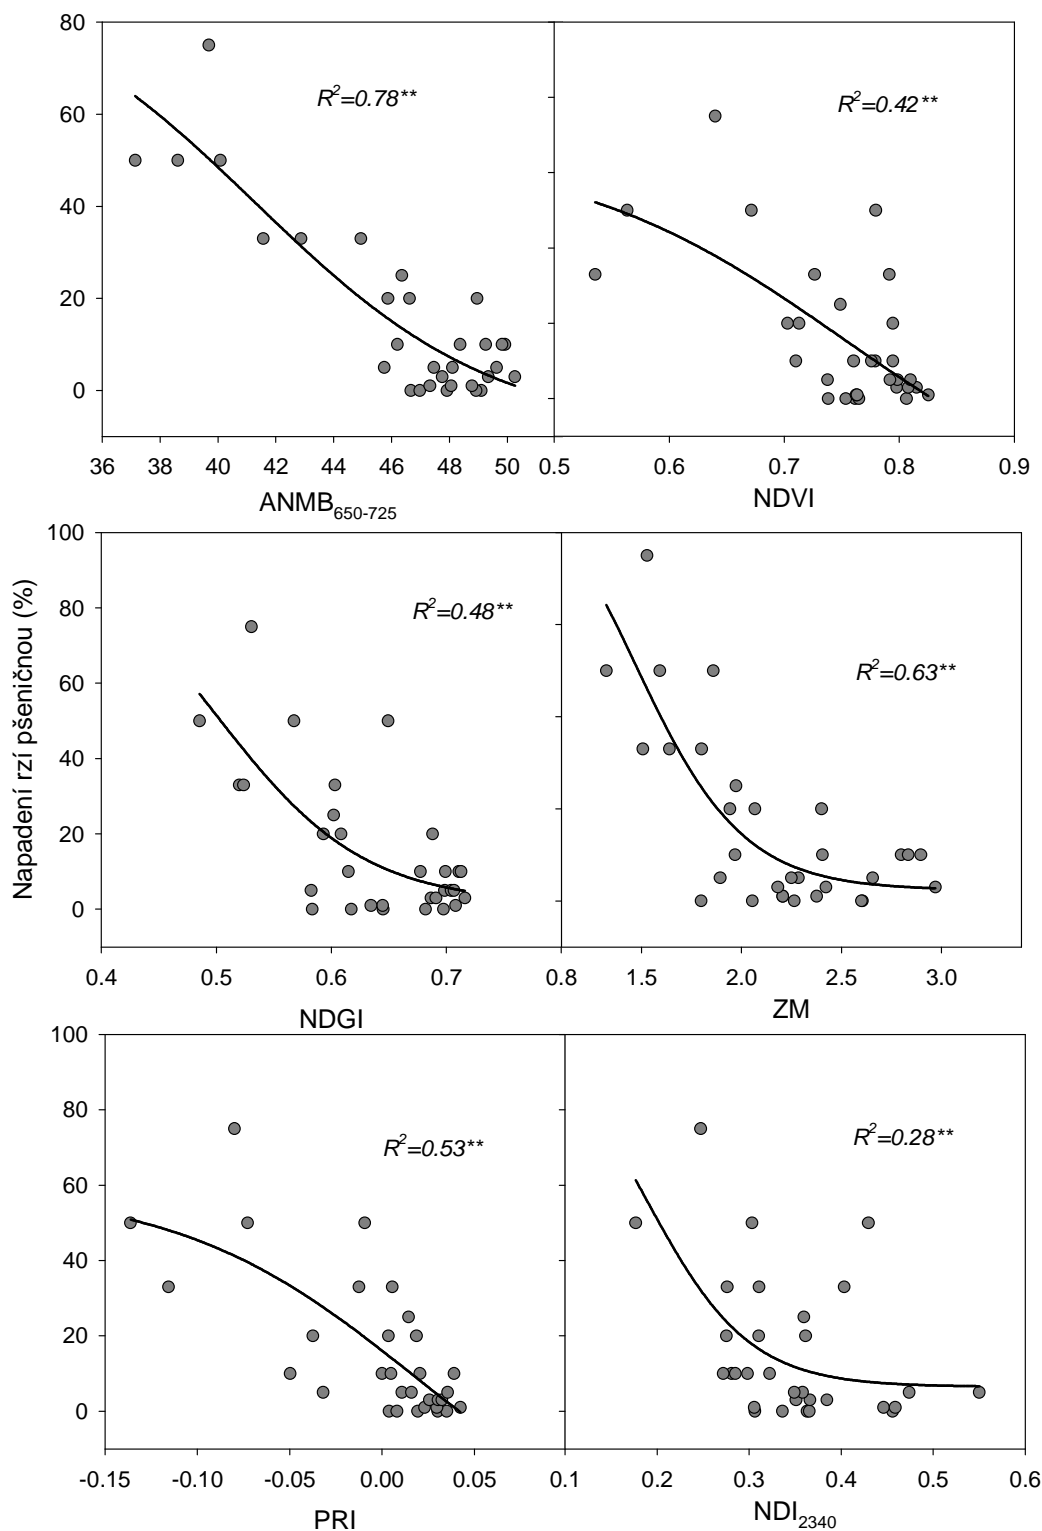 80
60
40
20
0
R²=0.78**
R²=0.42**
36 38 40 42 44 46 48 50 0.5 0.6 0.7 0.8 0.9
ANMB650-725
NDVI
Napadení rzí pšeničnou (%)
100
80
60
40
20
0
R²=0.48**
R²=0.63**
0.4 0.5 0.6 0.7 0.8 1.5 2.0 2.5 3.0
NDGI
ZM
100
80
60
40
20
0
R²=0.53**
R²=0.28**
-0.15 -0.10 -0.05 0.00 0.05 0.1 0.2 0.3 0.4 0.5 0.6
PRI
NDI2340